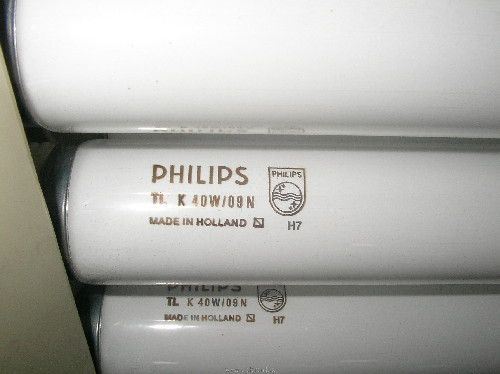 PHILIPS
TL K 40W/09N
MADE IN HOLLAND
H7
PHILIPS
PHILIPS
TL K 40W/09N
MADE IN HOLLAND
H7